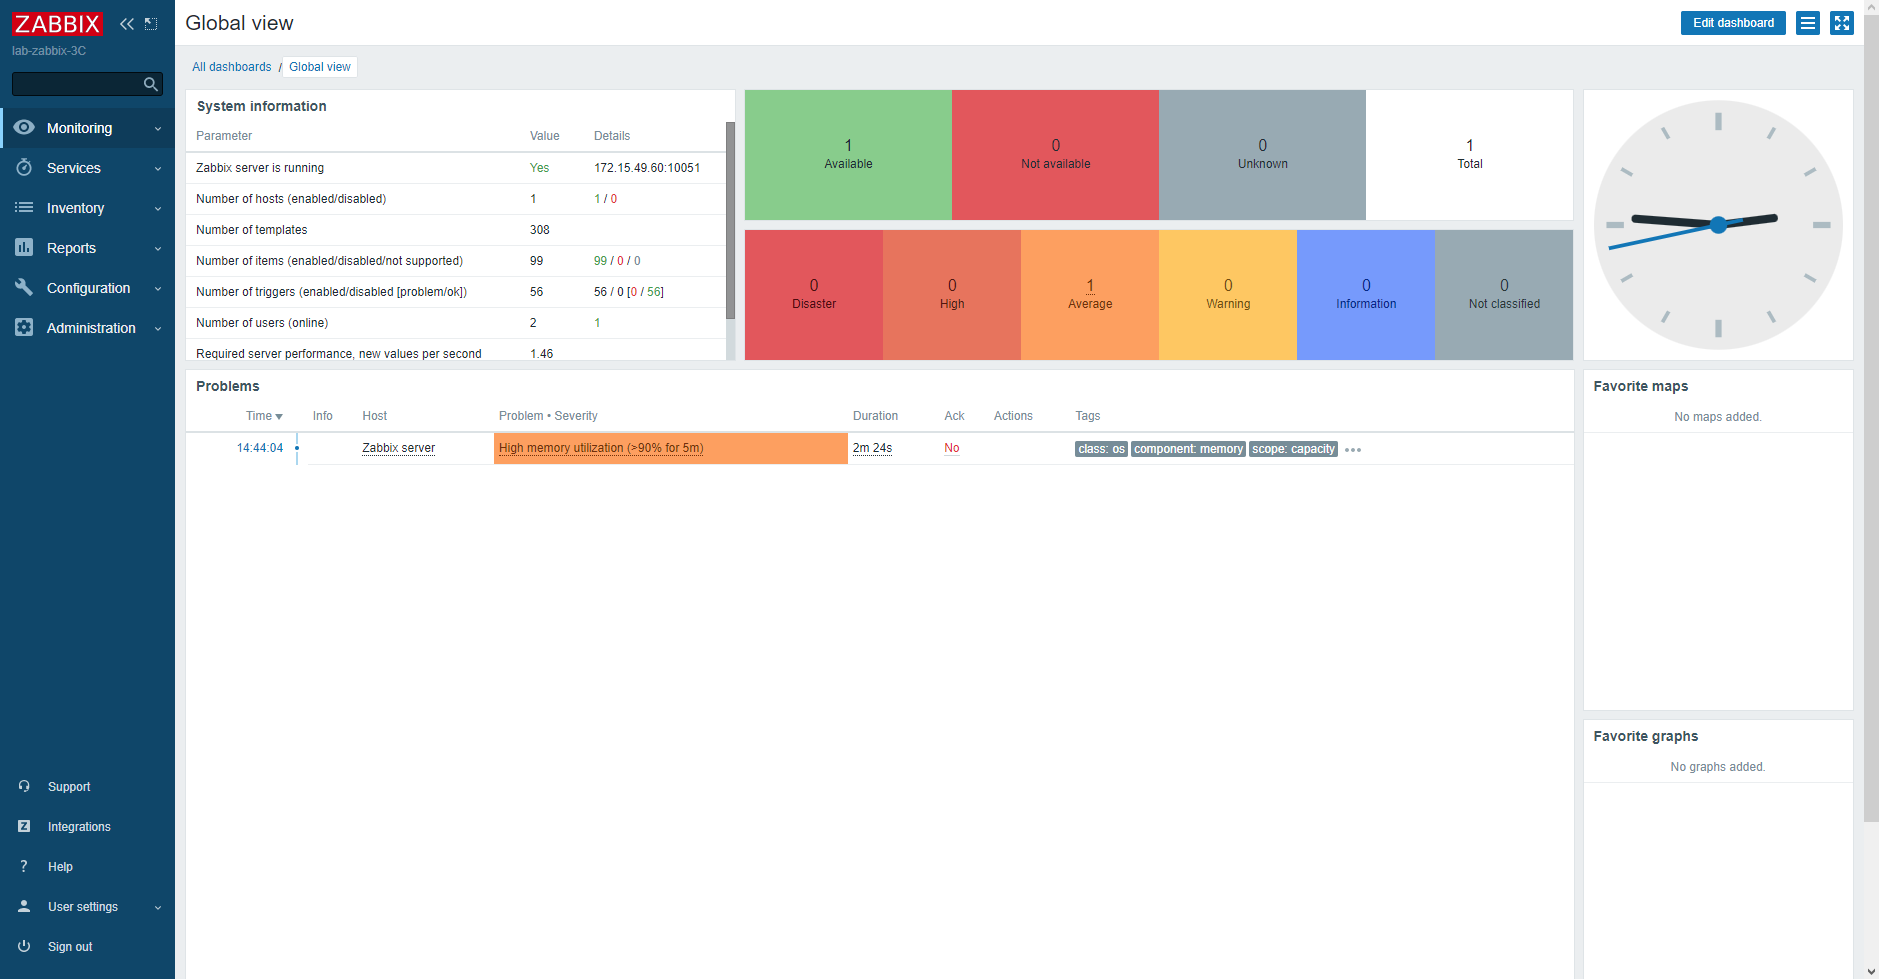 ZABBIX
lab-zabbix-3C
Monitoring
Services
Inventory
Reports
Configuration
Administration
Support
Integrations
Help
User settings
Sign out
Global view
Edit dashboard
All dashboards / Global view
System information
Parameter Value Details
Zabbix server is running Yes 172.15.49.60:10051
Number of hosts (enabled/disabled) 1 1 / 0
Number of templates 308
Number of items (enabled/disabled/not supported) 99 99 / 0 / 0
Number of triggers (enabled/disabled [problem/ok]) 56 56 / 0 [0 / 56]
Number of users (online) 2 1
Required server performance, new values per second 1.46
1 0 0 1
Available Not available Unknown Total
0 0 1 0 0 0
Disaster High Average Warning Information Not classified
Problems
Time Info Host Problem • Severity Duration Ack Actions Tags
14:44:04 Zabbix server High memory utilization (>90% for 5m) 2m 24s No class: os component: memory scope: capacity
Favorite maps
No maps added.
Favorite graphs
No graphs added.